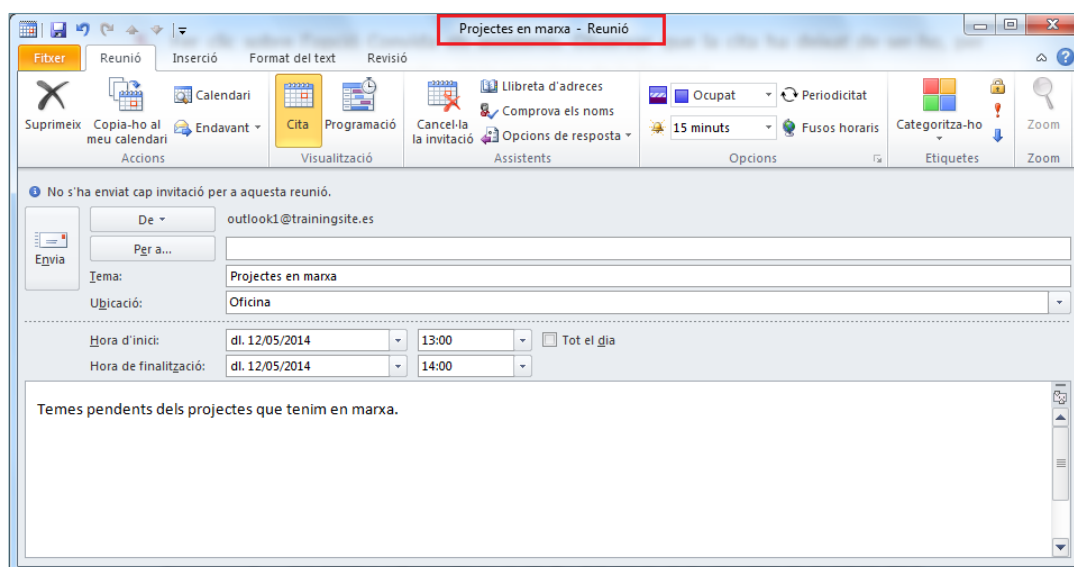 Projectes en marxa - Reunió
Fitxer Reunió Inserció Format del text Revisió
Suprimeix Copia-ho al meu calendari Calendari Endavant
Accions
Cita Programació
Visualització
Cancel·la la invitació Llibreta d'adreces Comprova els noms Opcions de resposta
Assistents
Ocupat 15 minuts Periodicitat Fusos horaris
Opcions
Categoritza-ho
Etiquetes
Zoom
Zoom
No s'ha enviat cap invitació per a aquesta reunió.
Envia
De outlook1@trainingsite.es
Per a...
Tema: Projectes en marxa
Ubicació: Oficina
Hora d'inici: dl. 12/05/2014 13:00 Tot el dia
Hora de finalització: dl. 12/05/2014 14:00
Temes pendents dels projectes que tenim en marxa.